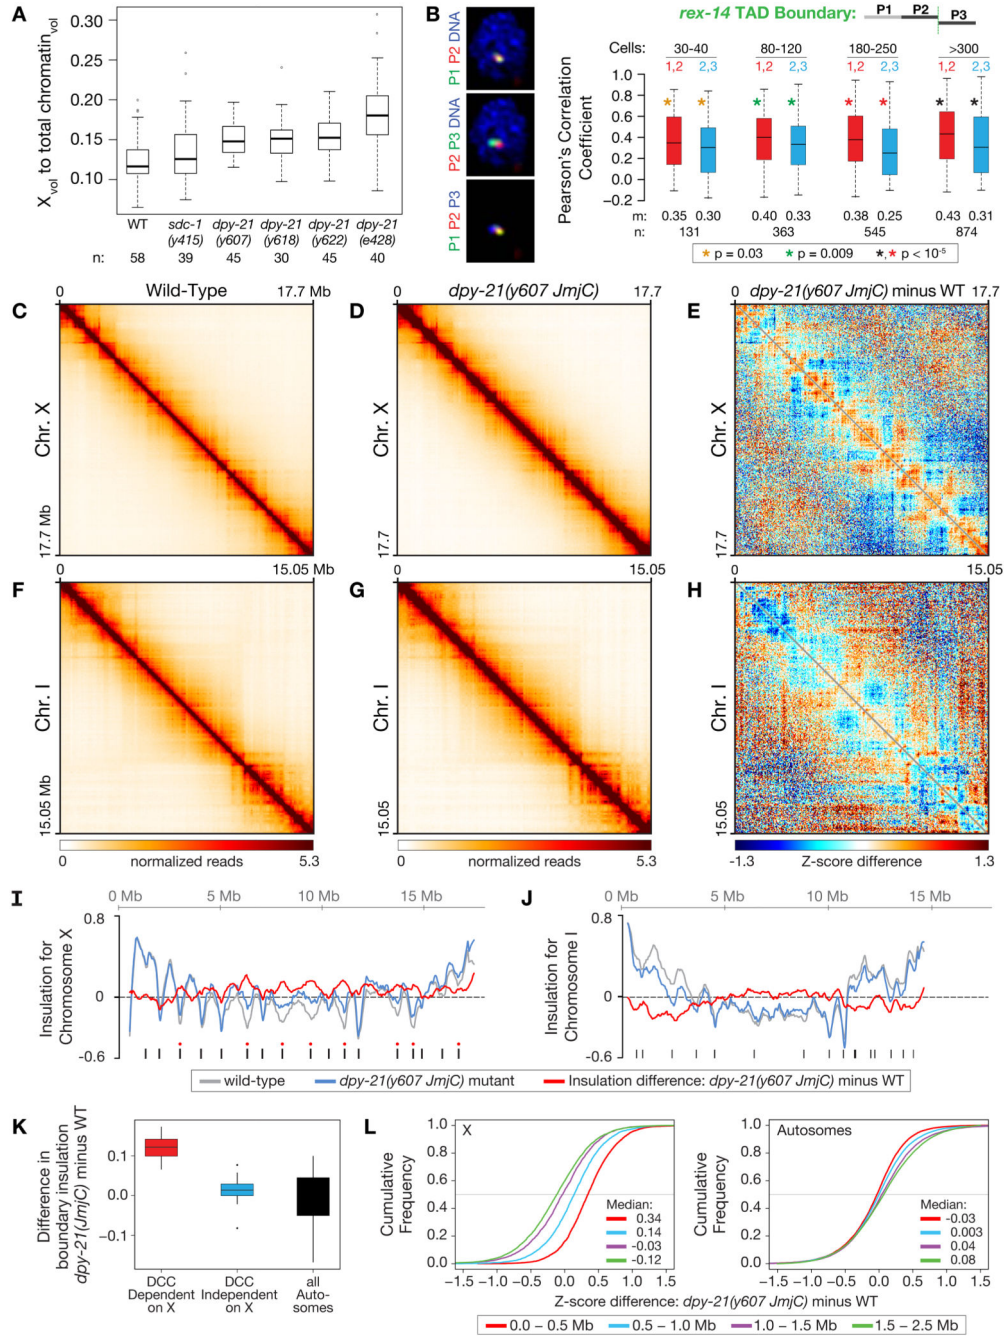 A
X vol to total chromatin vol
0.30
0.20
0.15
0.10
WT
sdc-1 (y415)
dpy-21 (y607)
dpy-21 (y618)
dpy-21 (y622)
dpy-21 (e428)
n: 58 39 45 30 45 40
B
P1 P2 DNA
P2 P3 DNA
P1 P2 P3
rex-14 TAD Boundary: P1 P2 P3
Cells: 30-40 80-120 180-250 >300
1,2 2,3 1,2 2,3 1,2 2,3 1,2 2,3
Pearson's Correlation Coefficient
1.0
0.8
0.6
0.4
0.2
0.0
−0.2
* * * * * * * *
m: 0.35 0.30 0.40 0.33 0.38 0.25 0.43 0.31
n: 131 363 545 874
* p = 0.03 * p = 0.009 *,* p < 10-5
C
0 Wild-Type 17.7 Mb
Chr. X
17.7 Mb
D
0 dpy-21(y607 JmjC) 17.7
Chr. X
17.7
E
0 dpy-21(y607 JmjC) minus WT 17.7
F
0 15.05 Mb
Chr. I
15.05 Mb
0 normalized reads 5.3
G
0 15.05
Chr. I
15.05
0 normalized reads 5.3
H
0 15.05
-1.3 Z-score difference 1.3
I
0 Mb 5 Mb 10 Mb 15 Mb
Insulation for Chromosome X
0.8
0
-0.6
J
0 Mb 5 Mb 10 Mb 15 Mb
Insulation for Chromosome I
0.8
0
-0.6
wild-type dpy-21(y607 JmjC) mutant Insulation difference: dpy-21(y607 JmjC) minus WT
K
Difference in boundary insulation dpy-21(JmjC) minus WT
0.1
0.0
−0.1
DCC Dependent on X
DCC Independent on X
all Auto- somes
L
X
Cumulative Frequency
1.0
0.8
0.6
0.4
0.2
0.0
Median:
0.34
0.14
-0.03
-0.12
−1.5 −1.0 −0.5 0.0 0.5 1.0 1.5
Autosomes
Cumulative Frequency
1.0
0.8
0.6
0.4
0.2
0.0
Median:
-0.03
0.003
0.04
0.08
−1.5 −1.0 −0.5 0.0 0.5 1.0 1.5
Z-score difference: dpy-21(y607 JmjC) minus WT
0.0 – 0.5 Mb 0.5 – 1.0 Mb 1.0 – 1.5 Mb 1.5 – 2.5 Mb